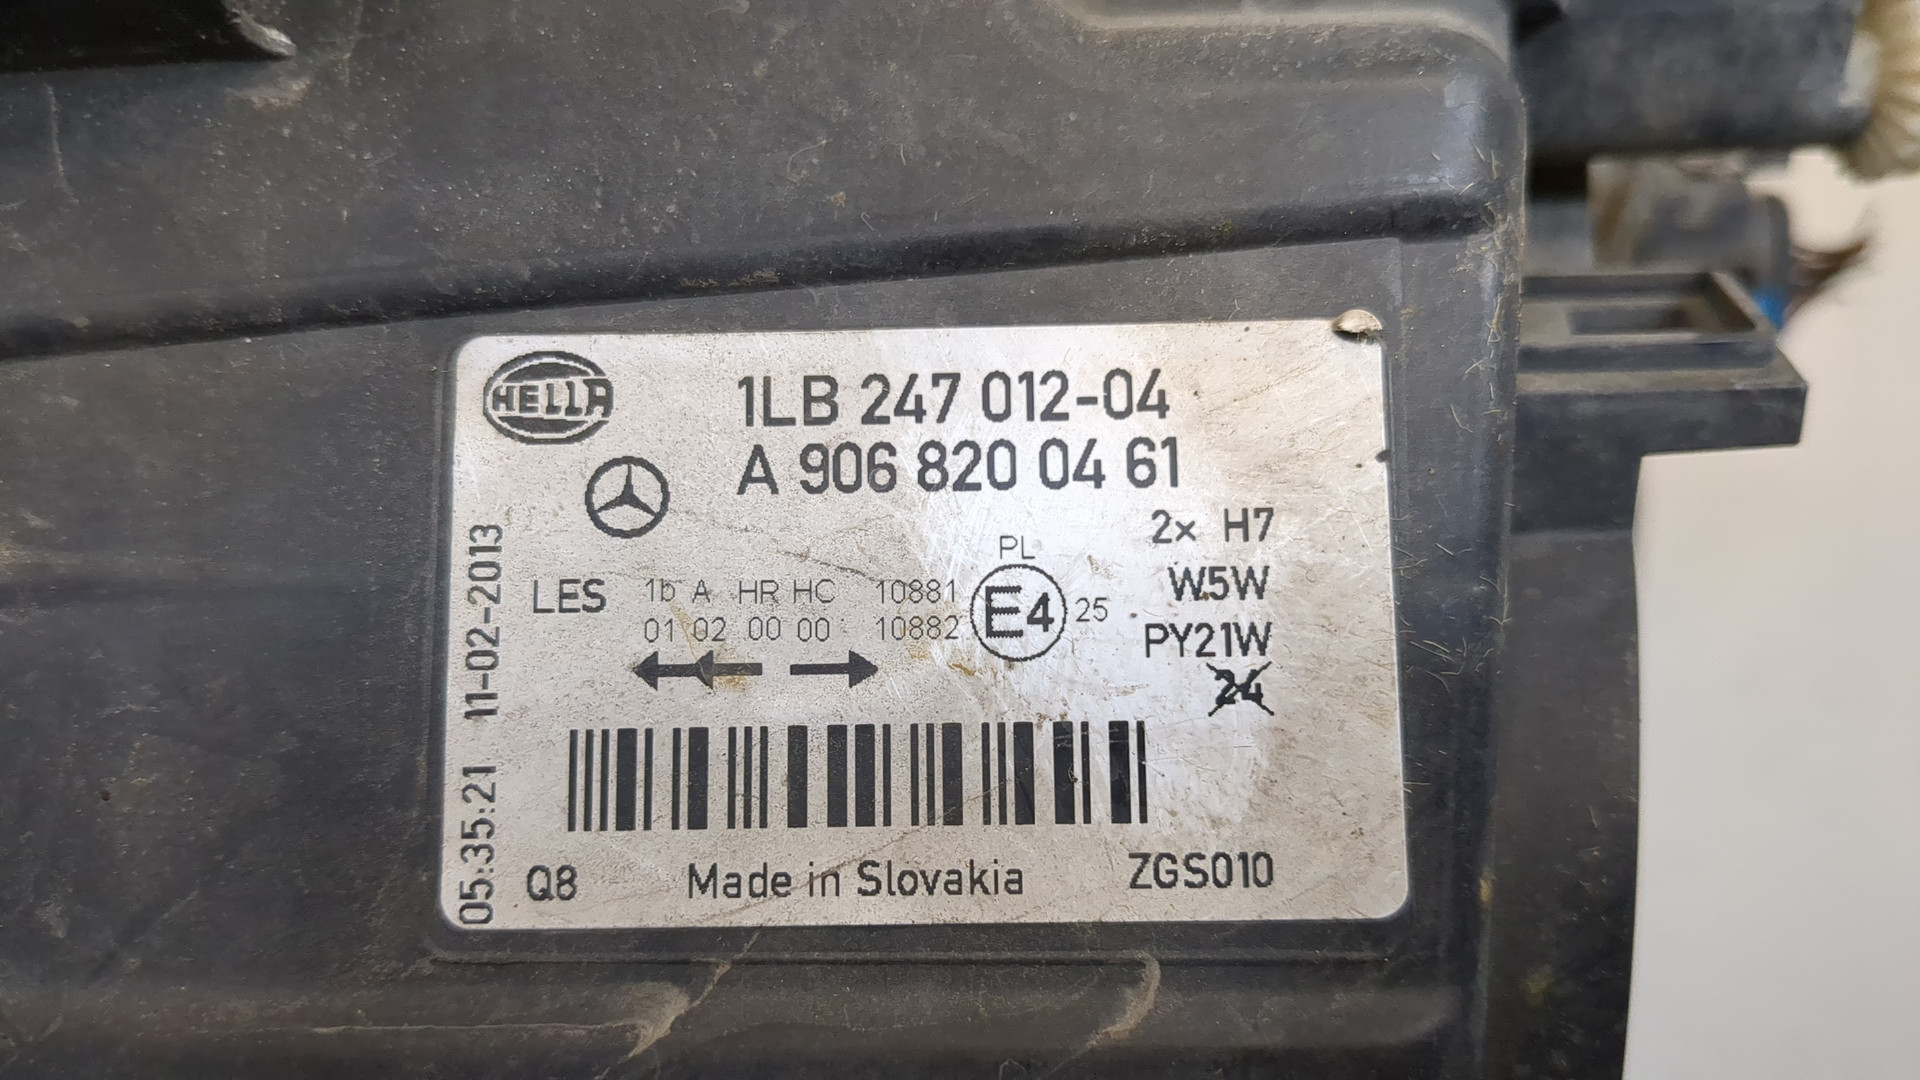 HELLA
1LB 247 012-04
A 906 820 04 61
2x H7
PL
LES 1b A HR HC 10881 E4 25 W5W
01 02 00 00 10882
PY21W
24
05:35:21 11-02-2013
Q8 Made in Slovakia ZGS010